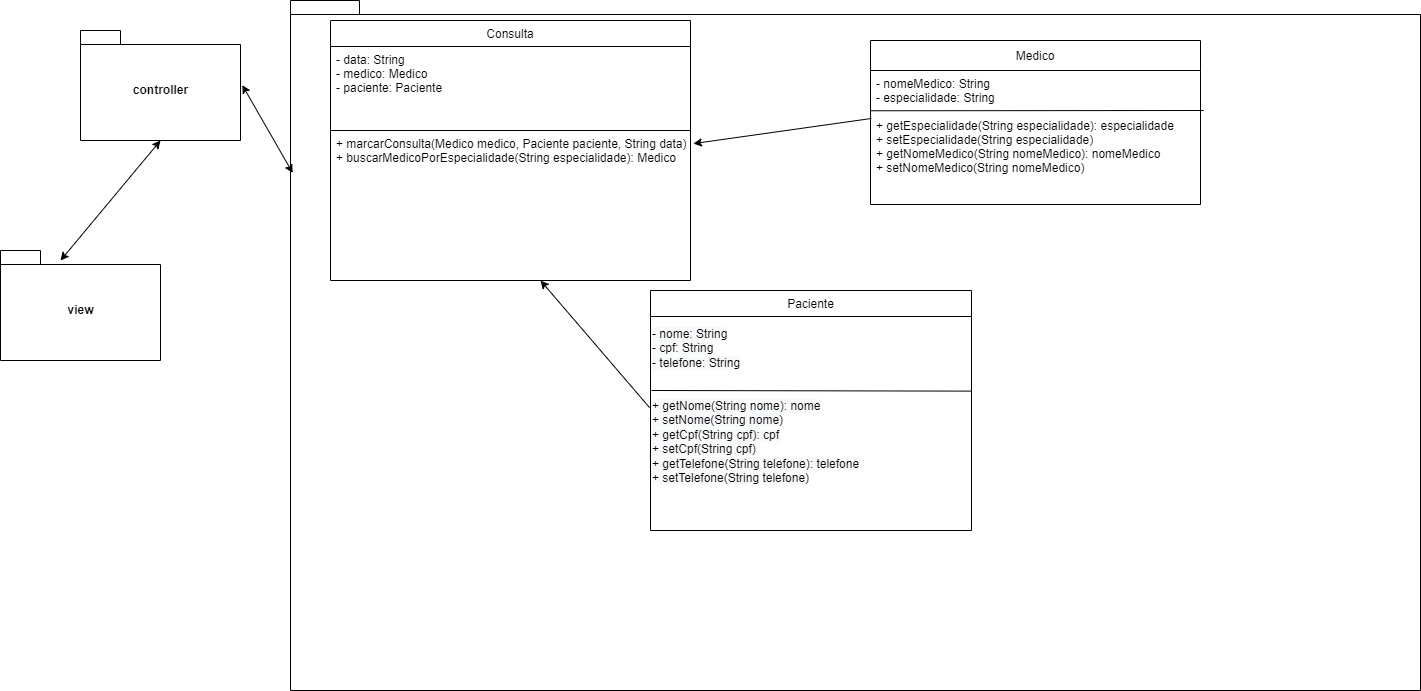 controller
view
Consulta
- data: String
- medico: Medico
- paciente: Paciente
+ marcarConsulta(Medico medico, Paciente paciente, String data)
+ buscarMedicoPorEspecialidade(String especialidade): Medico
Medico
- nomeMedico: String
- especialidade: String
+ getEspecialidade(String especialidade): especialidade
+ setEspecialidade(String especialidade)
+ getNomeMedico(String nomeMedico): nomeMedico
+ setNomeMedico(String nomeMedico)
Paciente
- nome: String
- cpf: String
- telefone: String
+ getNome(String nome): nome
+ setNome(String nome)
+ getCpf(String cpf): cpf
+ setCpf(String cpf)
+ getTelefone(String telefone): telefone
+ setTelefone(String telefone)